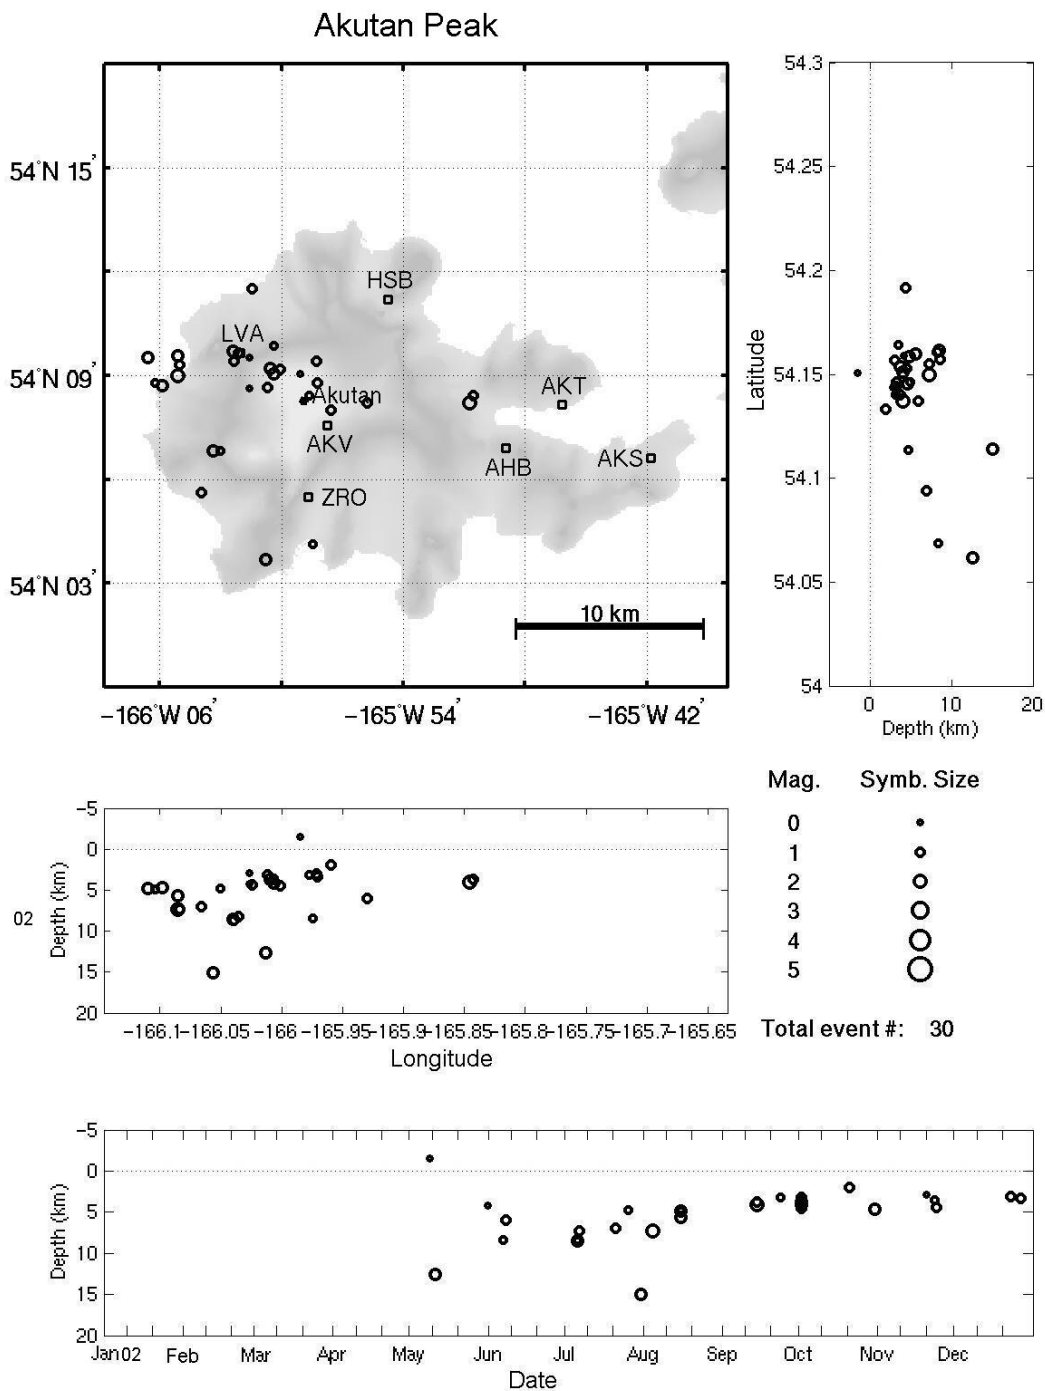 Akutan Peak
54°N 15'
54°N 09'
54°N 03'
HSB
LVA
Akutan
AKT
AKV
AHB
AKS
ZRO
10 km
−166°W 06'
−165°W 54'
−165°W 42'
54.3
54.25
54.2
54.15
54.1
54.05
54
Latitude
0
10
20
Depth (km)
02
−5
0
5
10
15
20
Depth (km)
−166.1
−166.05
−166
−165.95
−165.9
−165.85
−165.8
−165.75
−165.7
−165.65
Longitude
Mag. Symb. Size
0
1
2
3
4
5
Total event #: 30
−5
0
5
10
15
20
Depth (km)
Jan02 Feb Mar Apr May Jun Jul Aug Sep Oct Nov Dec
Date